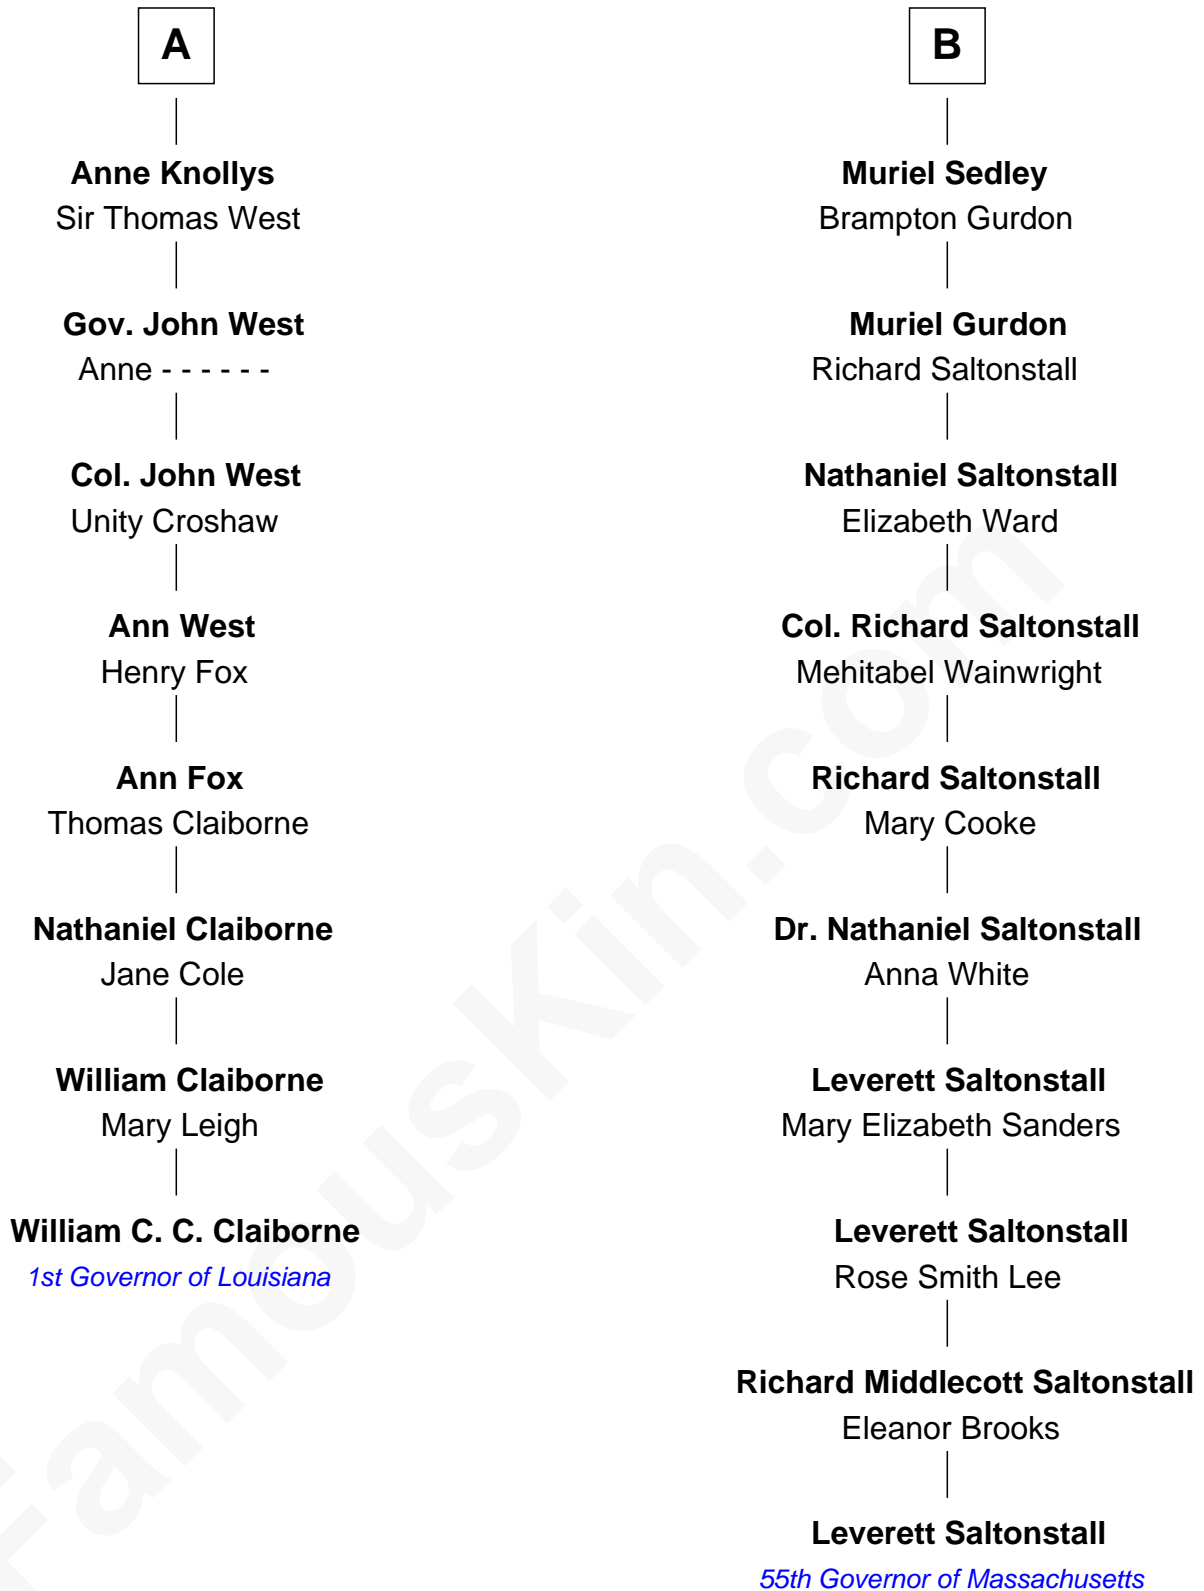 A
Anne Knollys
Sir Thomas West
Gov. John West
Anne - - - - - -
Col. John West
Unity Croshaw
Ann West
Henry Fox
Ann Fox
Thomas Claiborne
Nathaniel Claiborne
Jane Cole
William Claiborne
Mary Leigh
William C. C. Claiborne
1st Governor of Louisiana
B
Muriel Sedley
Brampton Gurdon
Muriel Gurdon
Richard Saltonstall
Nathaniel Saltonstall
Elizabeth Ward
Col. Richard Saltonstall
Mehitabel Wainwright
Richard Saltonstall
Mary Cooke
Dr. Nathaniel Saltonstall
Anna White
Leverett Saltonstall
Mary Elizabeth Sanders
Leverett Saltonstall
Rose Smith Lee
Richard Middlecott Saltonstall
Eleanor Brooks
Leverett Saltonstall
55th Governor of Massachusetts
FamousKin.com